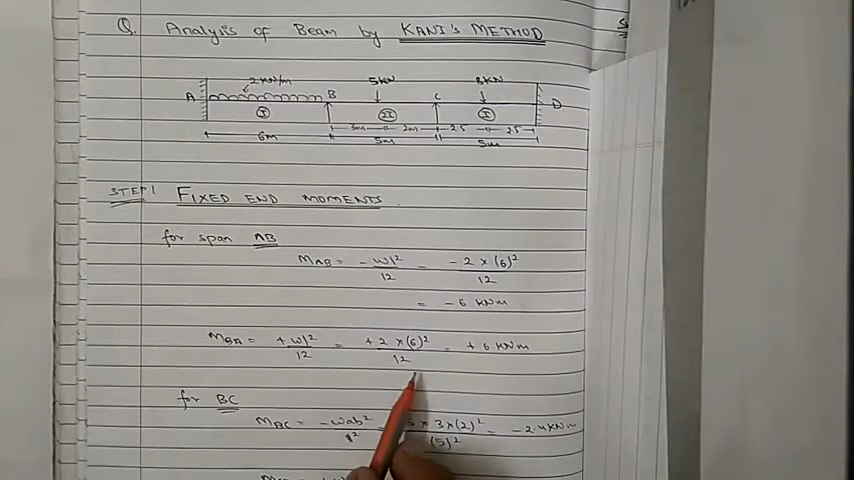 Q. Analysis of Beam by KANI'S METHOD
2 kN/m 5kN 8kN
A B C D
I 2I I
3m 2m 2.5 2.5
6m 5m 5m
STEP 1 FIXED END MOMENTS
for span AB
MAB = -wl²/12 = -2 × (6)²/12
= -6 kNm
MBA = +wl²/12 = +2 × (6)²/12 = +6 kNm
for BC
MBC = -wab²/l² = 5 × 3 × (2)²/(5)² = -2.4 kNm